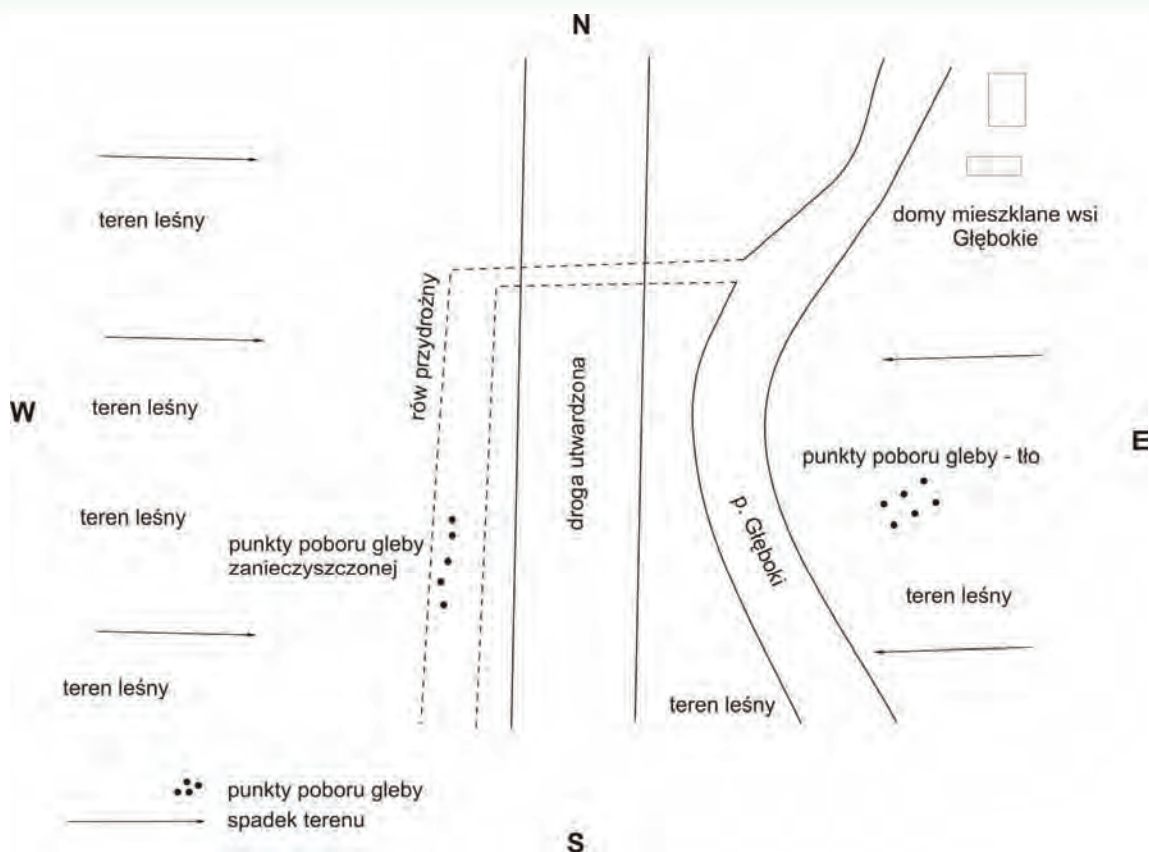 N
teren leśny
domy mieszklane wsi
Głębokie
rów przydrożny
teren leśny
W
droga utwardzona
E
punkty poboru gleby - tło
teren leśny
punkty poboru gleby
zanieczyszczonej
p. Głęboki
teren leśny
teren leśny
teren leśny
punkty poboru gleby
spadek terenu
S